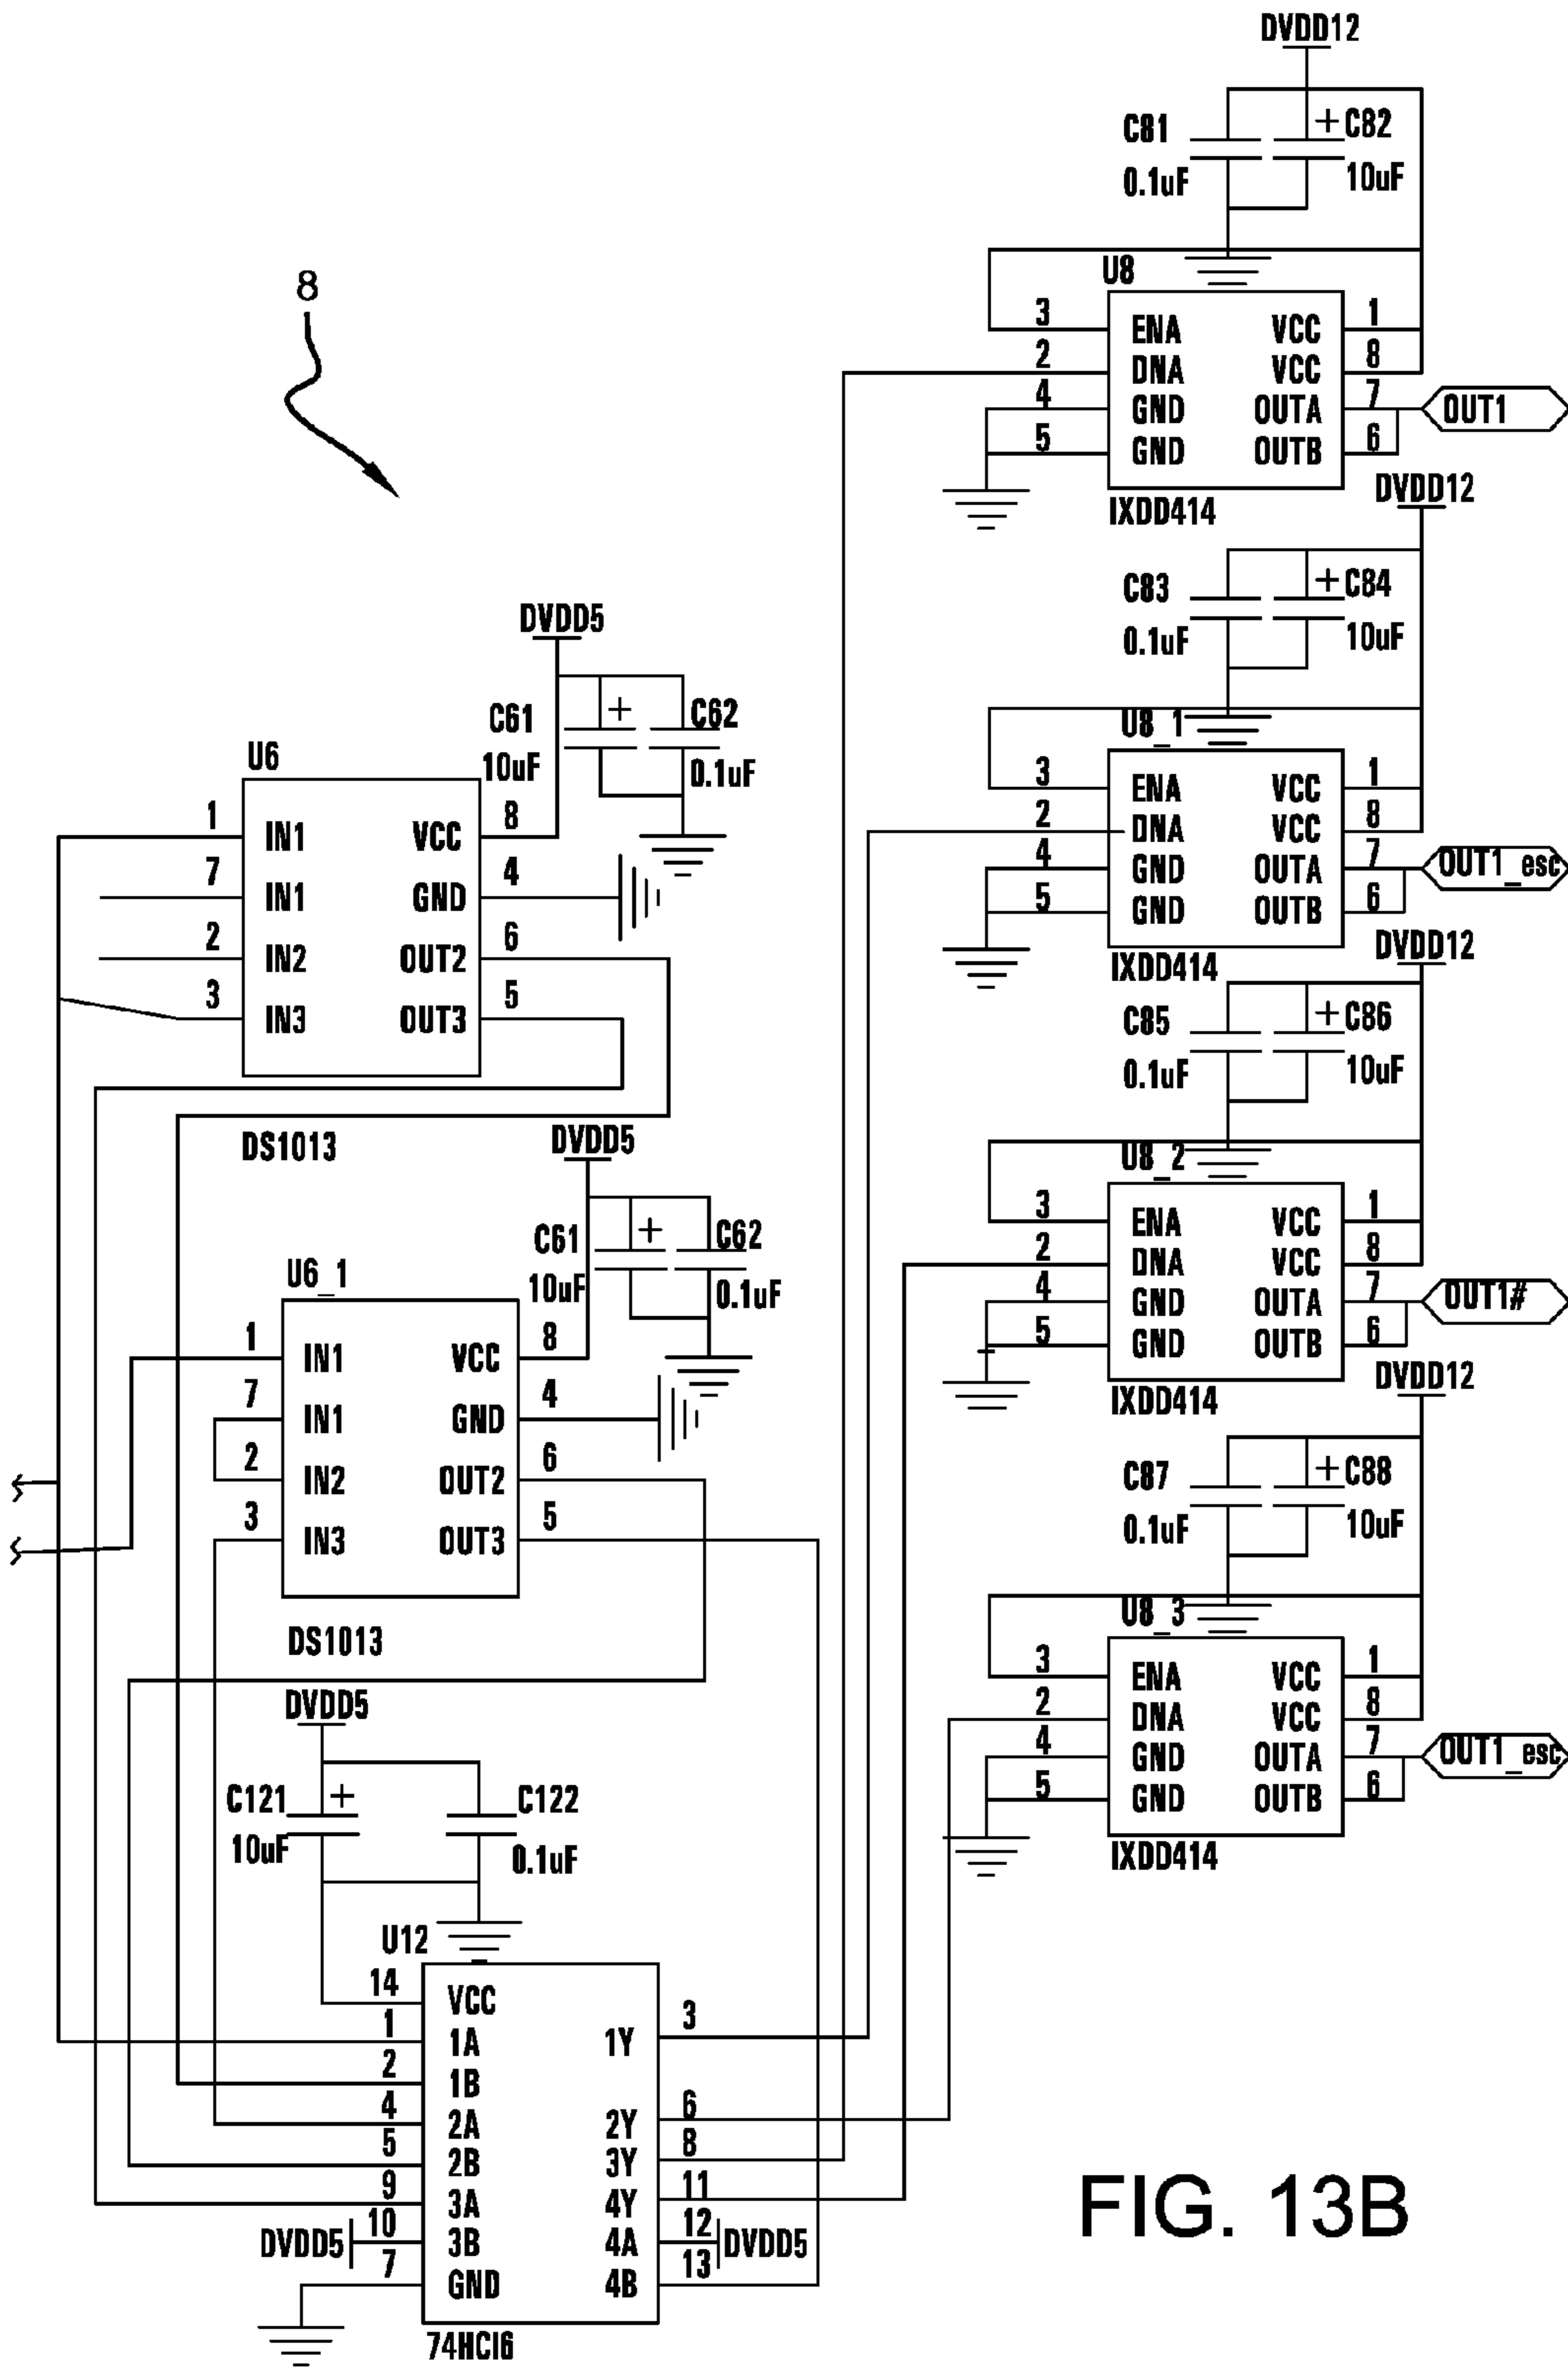 DVDD12
C81
0.1uF
+ C82
10uF
8
U8
3 ENA VCC 1
2 DNA VCC 8
4 GND OUTA 7 OUT1
5 GND OUTB 6
IXDD414
DVDD12
C83
0.1uF
+ C84
10uF
U8_1
3 ENA VCC 1
2 DNA VCC 8
4 GND OUTA 7 OUT1_esc
5 GND OUTB 6
IXDD414
DVDD12
C85
0.1uF
+ C86
10uF
U8_2
3 ENA VCC 1
2 DNA VCC 8
4 GND OUTA 7 OUT1#
5 GND OUTB 6
IXDD414
DVDD12
C87
0.1uF
+ C88
10uF
U8_3
3 ENA VCC 1
2 DNA VCC 8
4 GND OUTA 7 OUT1_esc
5 GND OUTB 6
IXDD414
DVDD5
C61
10uF
+ C62
0.1uF
U6
1 IN1 VCC 8
7 IN1 GND 4
2 IN2 OUT2 6
3 IN3 OUT3 5
DS1013
DVDD5
C61
10uF
+ C62
0.1uF
U6_1
1 IN1 VCC 8
7 IN1 GND 4
2 IN2 OUT2 6
3 IN3 OUT3 5
DS1013
DVDD5
C121 +
10uF
C122
0.1uF
U12
14 VCC
1 1A 1Y 3
2 1B
4 2A 2Y 6
5 2B 3Y 8
9 3A 4Y 11
DVDD5 10 3B 4A 12 DVDD5
7 GND 4B 13
74HCI6
FIG. 13B